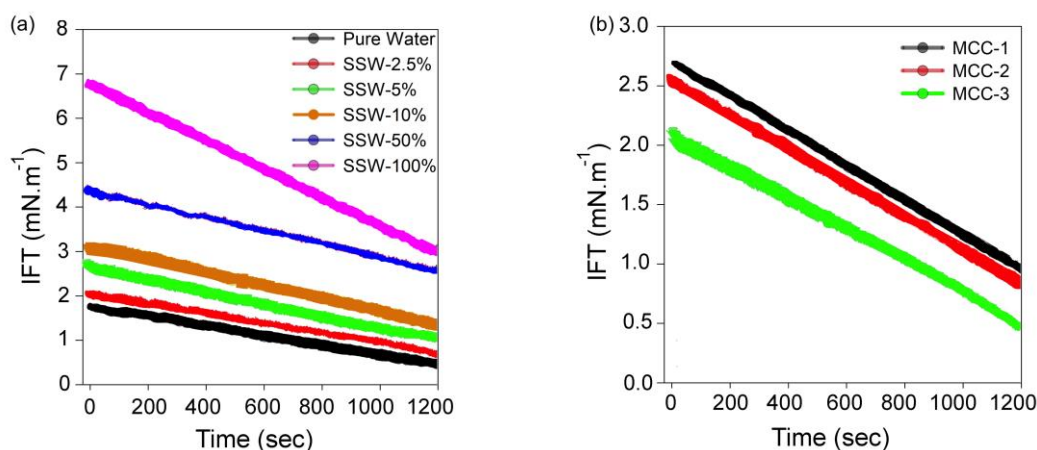 (a)
IFT (mN.m-1)
8
7
6
5
4
3
2
1
0
Pure Water
SSW-2.5%
SSW-5%
SSW-10%
SSW-50%
SSW-100%
0 200 400 600 800 1000 1200
Time (sec)
(b)
IFT (mN.m-1)
3.0
2.5
2.0
1.5
1.0
0.5
0.0
MCC-1
MCC-2
MCC-3
0 200 400 600 800 1000 1200
Time (sec)